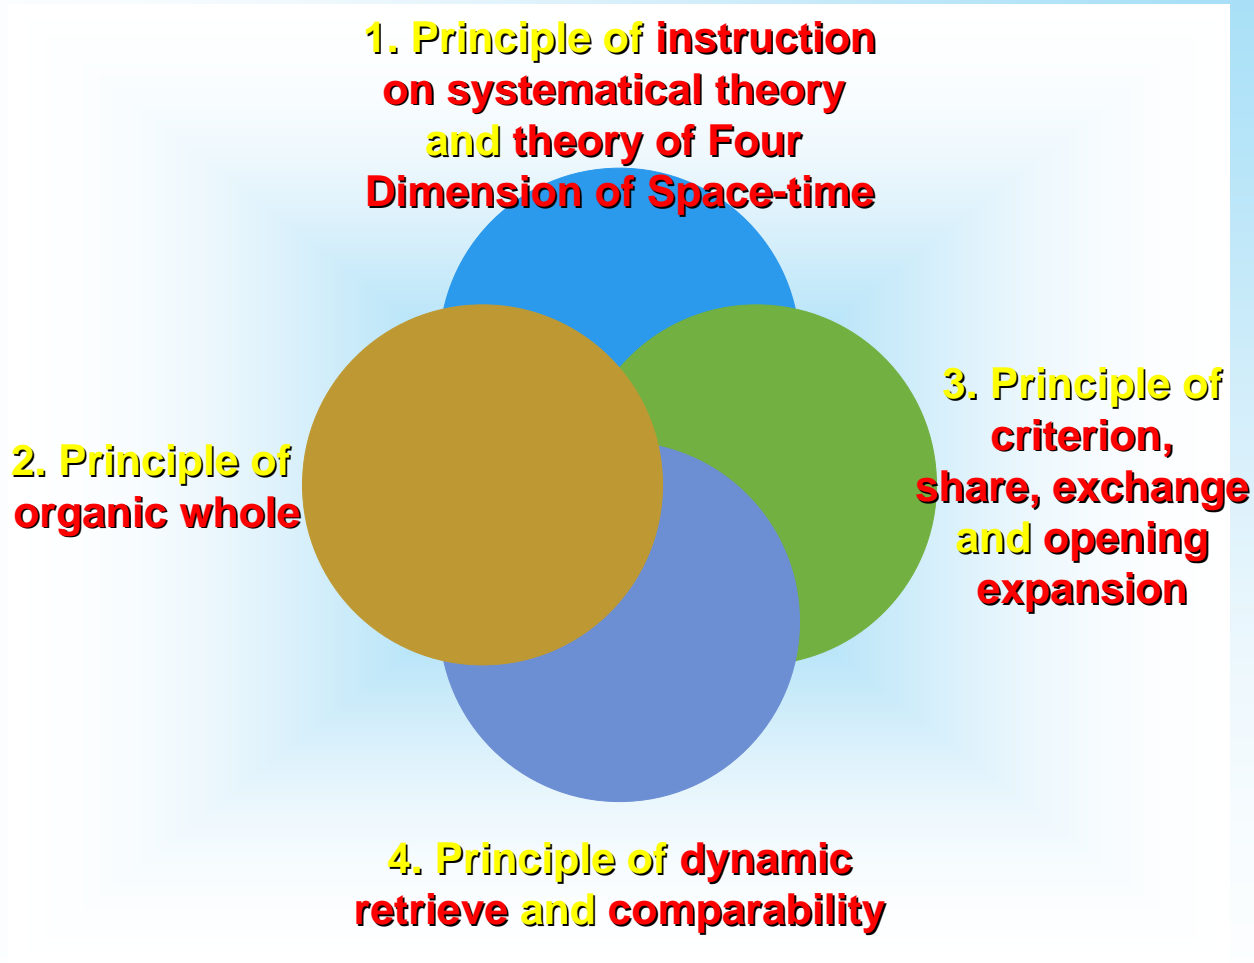 1. Principle of instruction
on systematical theory
and theory of Four
Dimension of Space-time
2. Principle of
organic whole
3. Principle of
criterion,
share, exchange
and opening
expansion
4. Principle of dynamic
retrieve and comparability